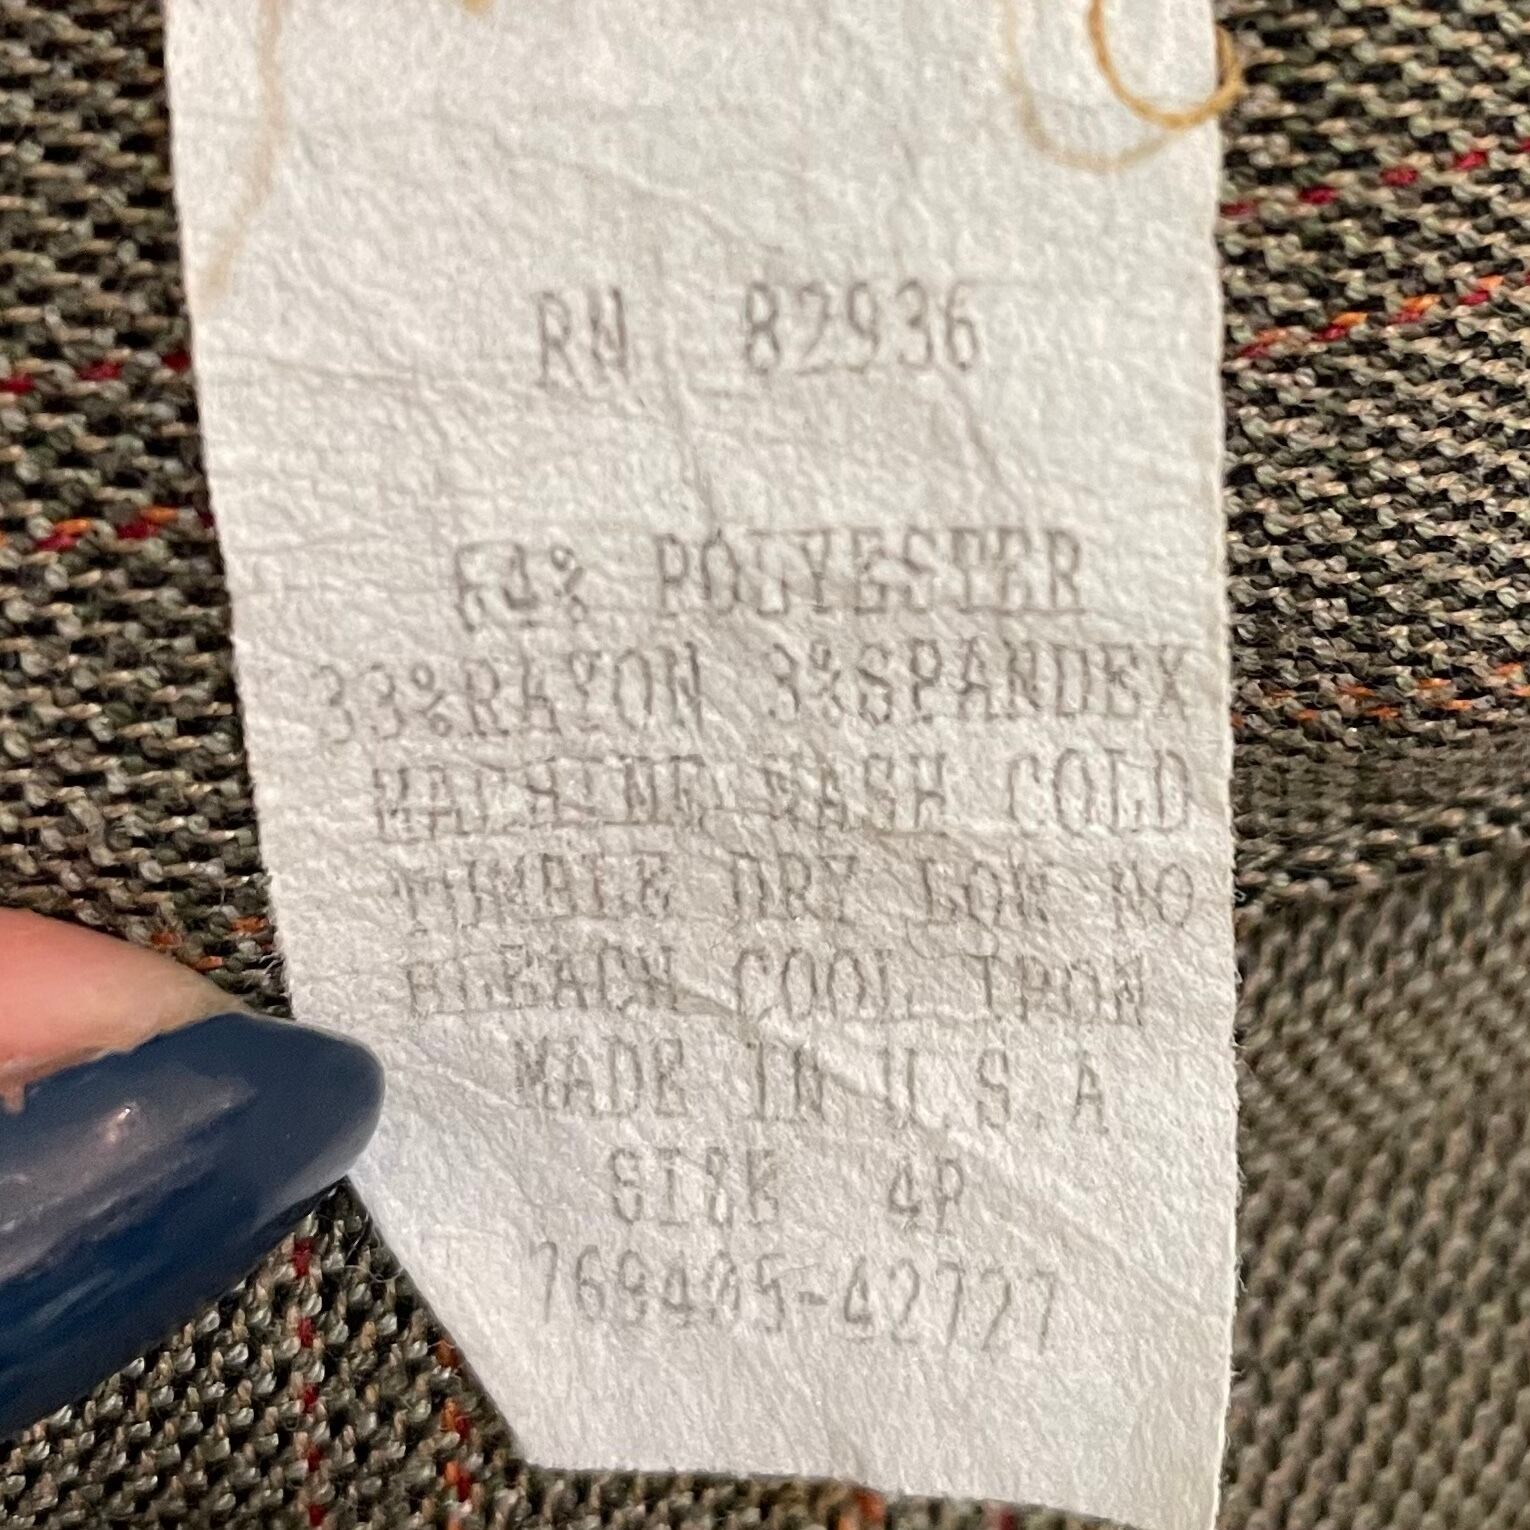 RN 82936
64% POLYESTER
33%RAYON 3%SPANDEX
MACHINE WASH COLD
TUMBLE DRY LOW NO
BLEACH COOL IRON
MADE IN U.S.A
SIZE 4P
769405-42727